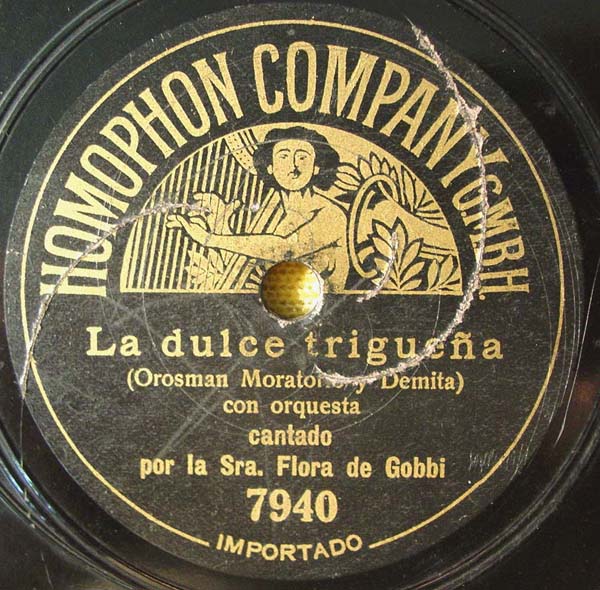 HOMOPHON COMPANY G.M.B.H.
La dulce trigueña
(Orosman Moratorio y Demita)
con orquesta
cantado
por la Sra. Flora de Gobbi
7940
IMPORTADO